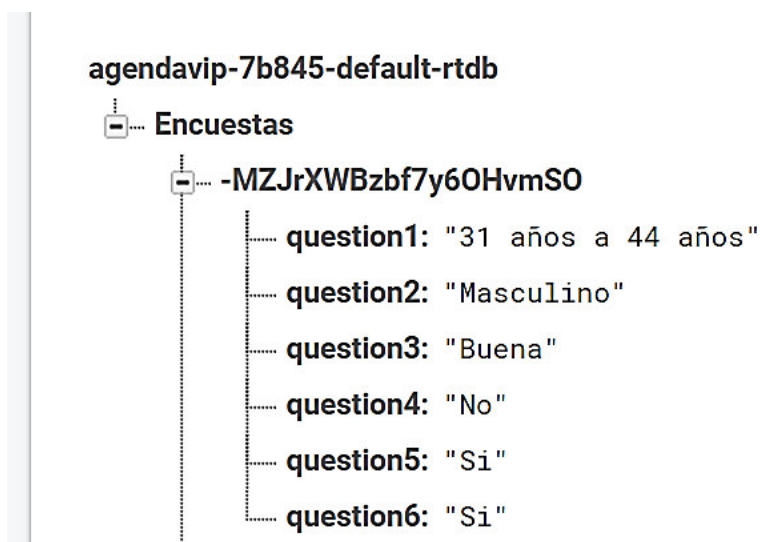 agendavip-7b845-default-rtdb
Encuestas
-MZJrXWBzbf7y6OHvmSO
question1: "31 años a 44 años"
question2: "Masculino"
question3: "Buena"
question4: "No"
question5: "Si"
question6: "Si"